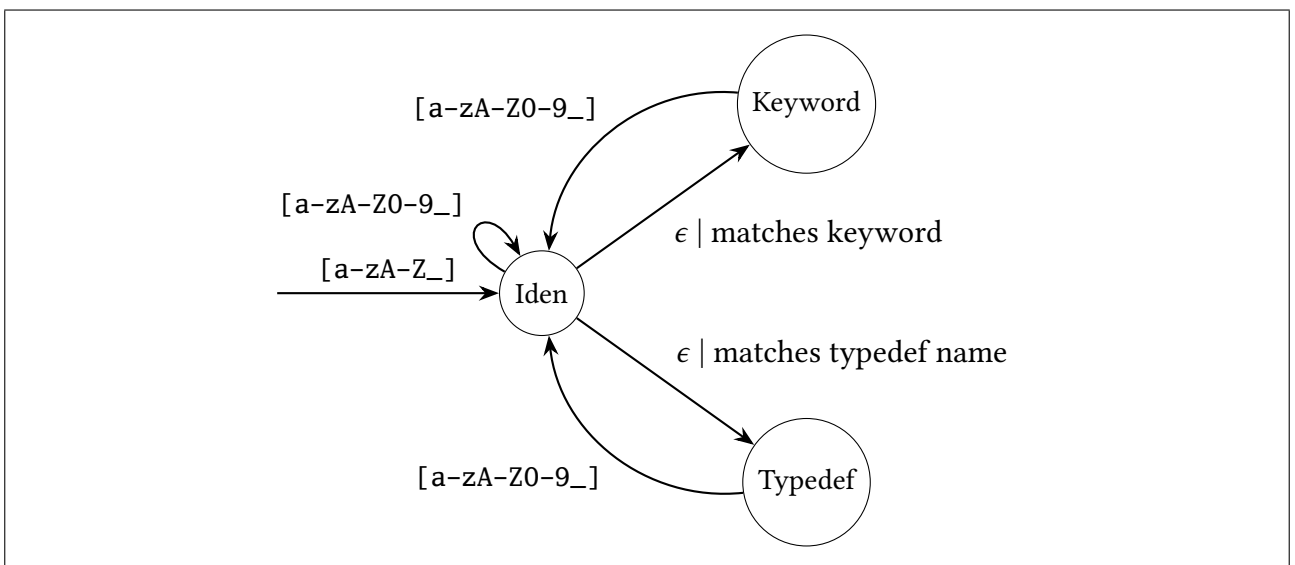 Keyword
[a-zA-Z0-9_]
[a-zA-Z0-9_]
ϵ | matches keyword
[a-zA-Z_]
Iden
ϵ | matches typedef name
[a-zA-Z0-9_]
Typedef